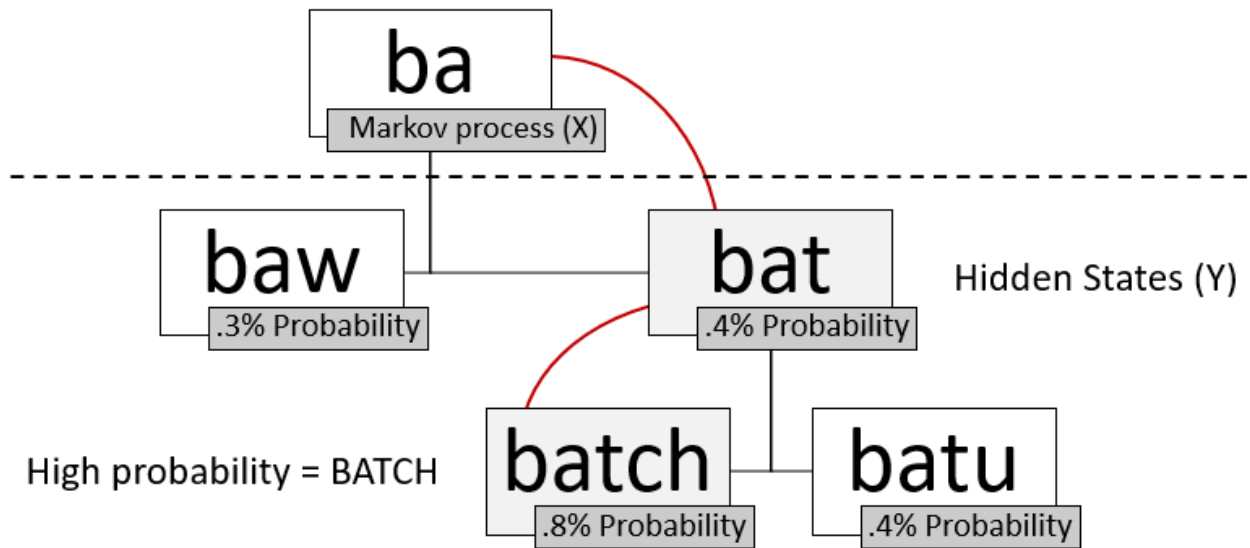 ba
Markov process (X)
baw
.3% Probability
bat
.4% Probability
Hidden States (Y)
High probability = BATCH
batch
.8% Probability
batu
.4% Probability